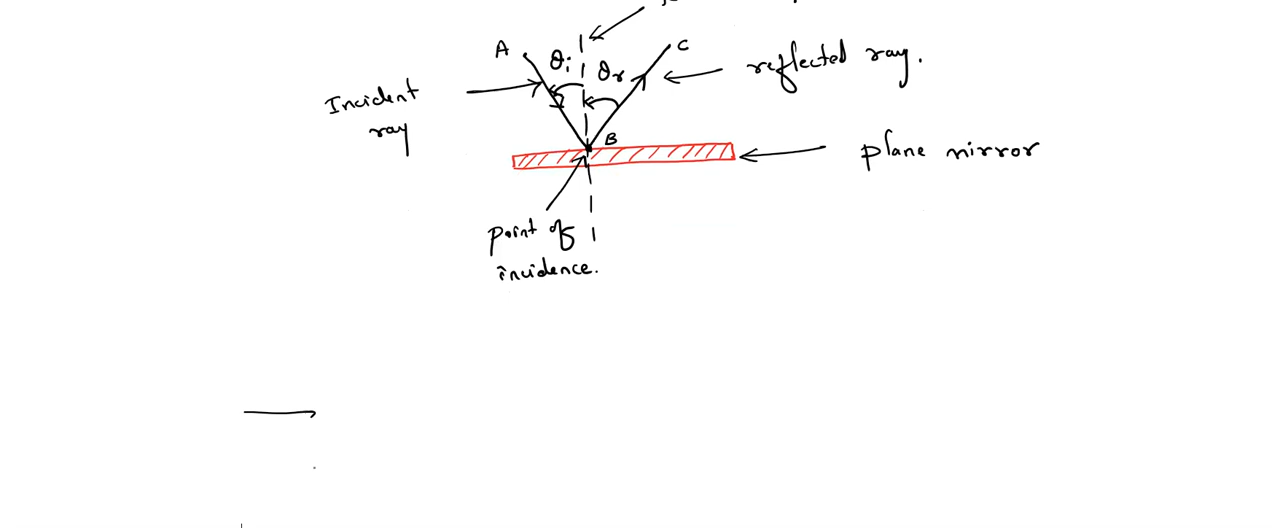 A
θi
θr
C
reflected ray.
Incident
ray
B
plane mirror
point of
incidence.